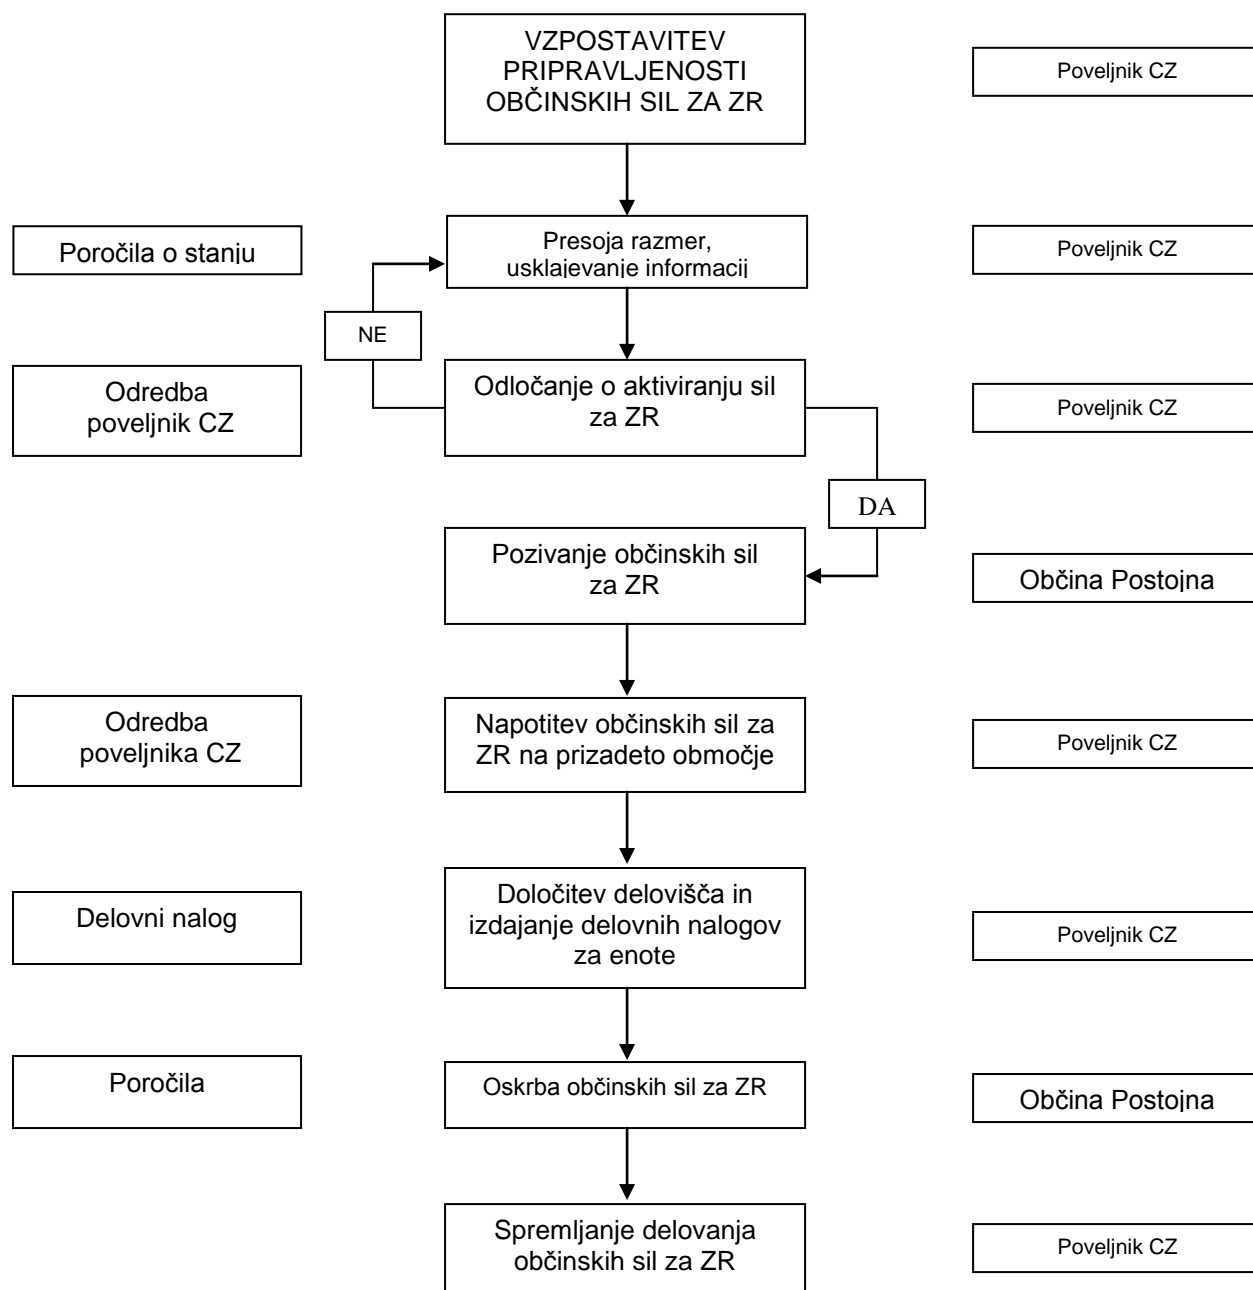 VZPOSTAVITEV
PRIPRAVLJENOSTI
OBČINSKIH SIL ZA ZR
Poveljnik CZ
Poročila o stanju
Presoja razmer,
usklajevanje informacij
Poveljnik CZ
NE
Odredba
poveljnik CZ
Odločanje o aktiviranju sil
za ZR
Poveljnik CZ
DA
Pozivanje občinskih sil
za ZR
Občina Postojna
Odredba
poveljnika CZ
Napotitev občinskih sil za
ZR na prizadeto območje
Poveljnik CZ
Delovni nalog
Določitev delovišča in
izdajanje delovnih nalogov
za enote
Poveljnik CZ
Poročila
Oskrba občinskih sil za ZR
Občina Postojna
Spremljanje delovanja
občinskih sil za ZR
Poveljnik CZ